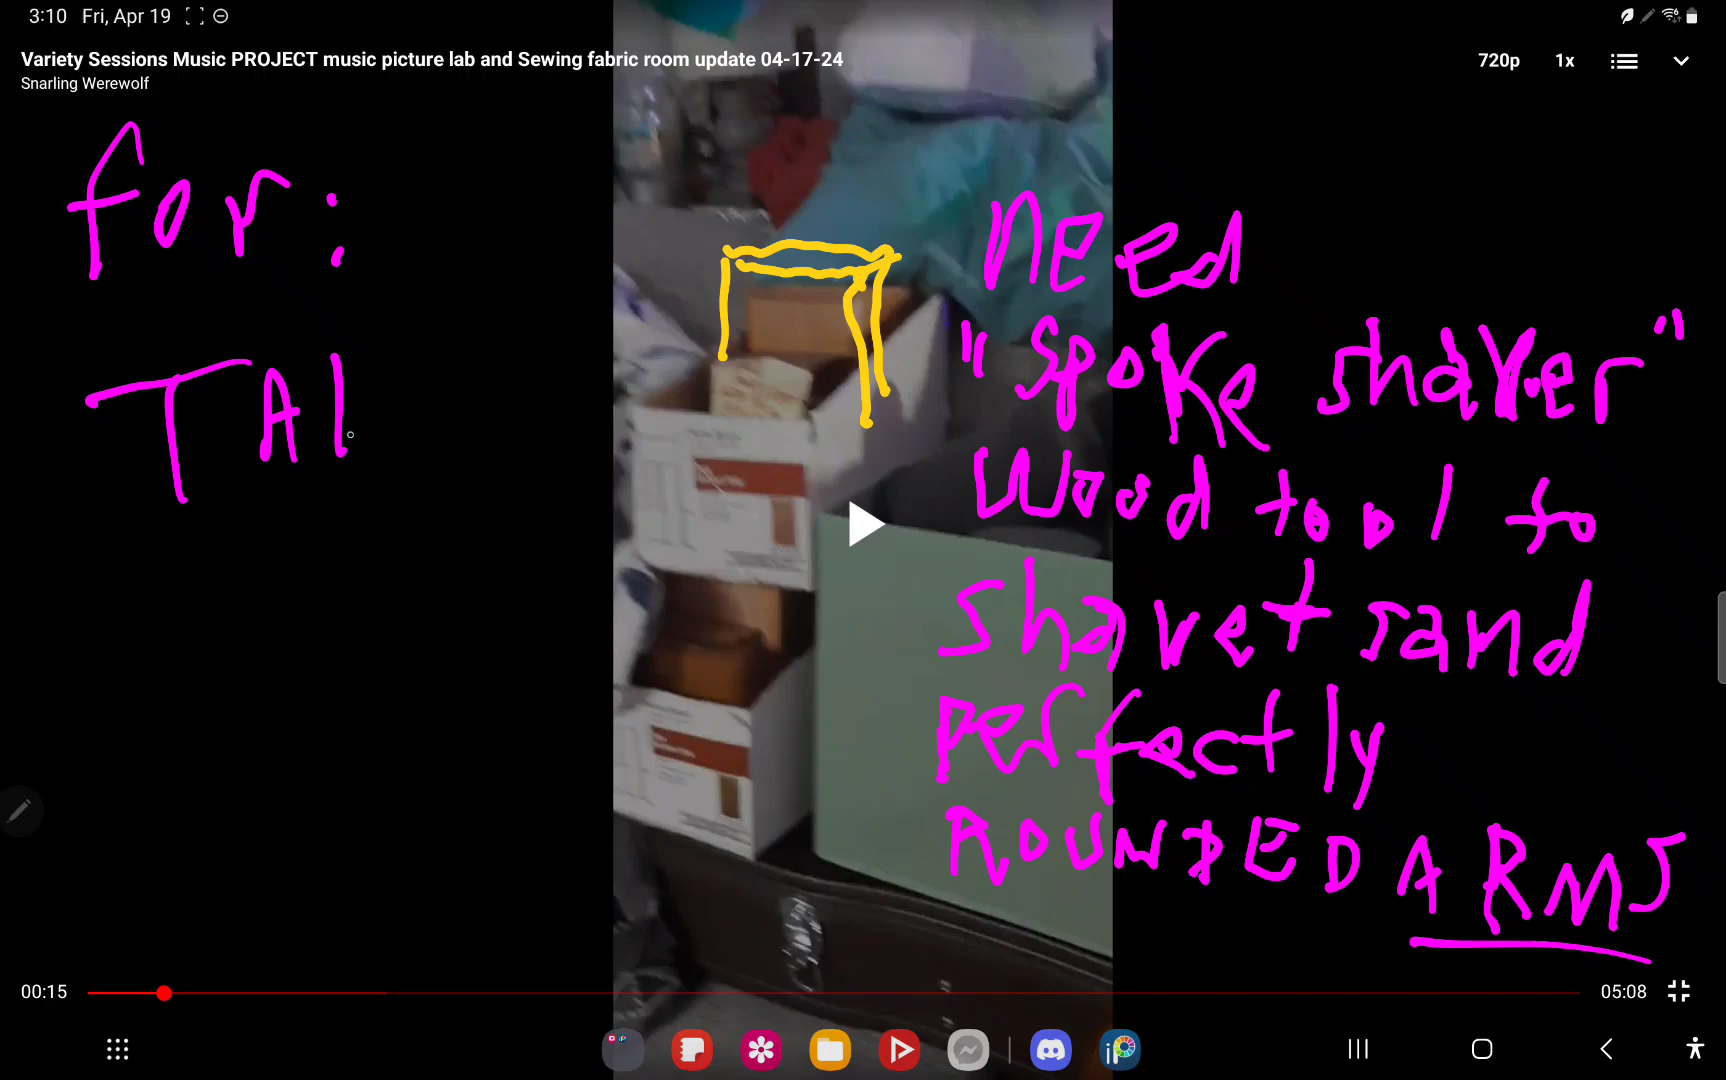 3:10 Fri, Apr 19
Variety Sessions Music PROJECT music picture lab and Sewing fabric room update 04-17-24
Snarling Werewolf
720p 1x
for:
TAl
need
"Spoke shaver"
Wood tool to
shave + sand
perfectly
ROUNDED ARMS
00:15
05:08